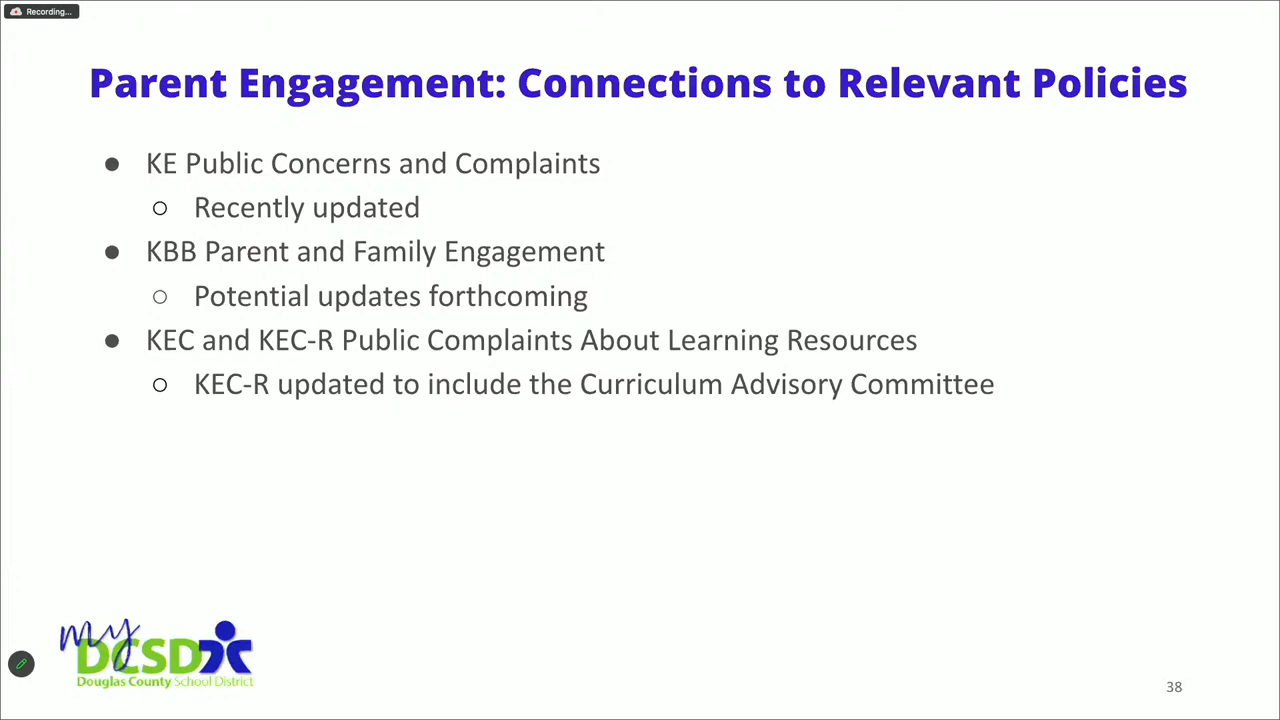 Recording...
Parent Engagement: Connections to Relevant Policies
● KE Public Concerns and Complaints
○ Recently updated
● KBB Parent and Family Engagement
○ Potential updates forthcoming
● KEC and KEC-R Public Complaints About Learning Resources
○ KEC-R updated to include the Curriculum Advisory Committee
my
DCSD
Douglas County School District
38